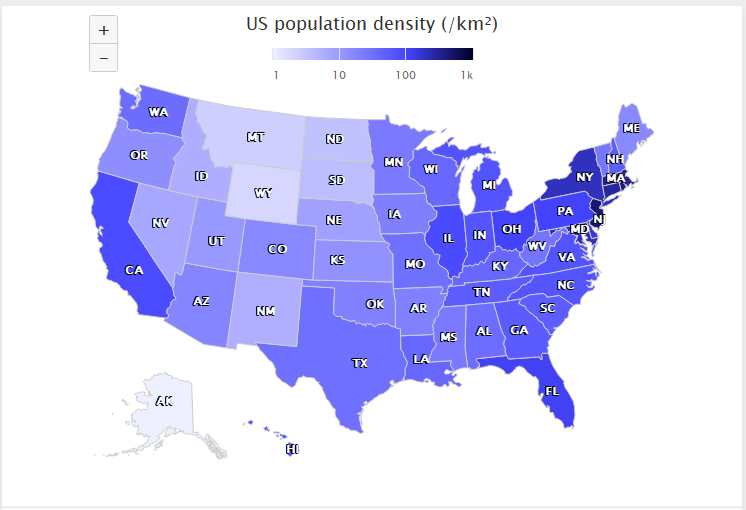 US population density (/km²)
+
−
1 10 100 1k
WA
ME
MT
ND
OR
MN
NH
ID
SD
WI
NY
MA
WY
MI
PA
NJ
NV
NE
IA
OH
MD
UT
CO
IL
IN
WV
VA
CA
KS
MO
KY
NC
AZ
NM
OK
AR
TN
SC
MS
AL
GA
TX
LA
FL
AK
HI